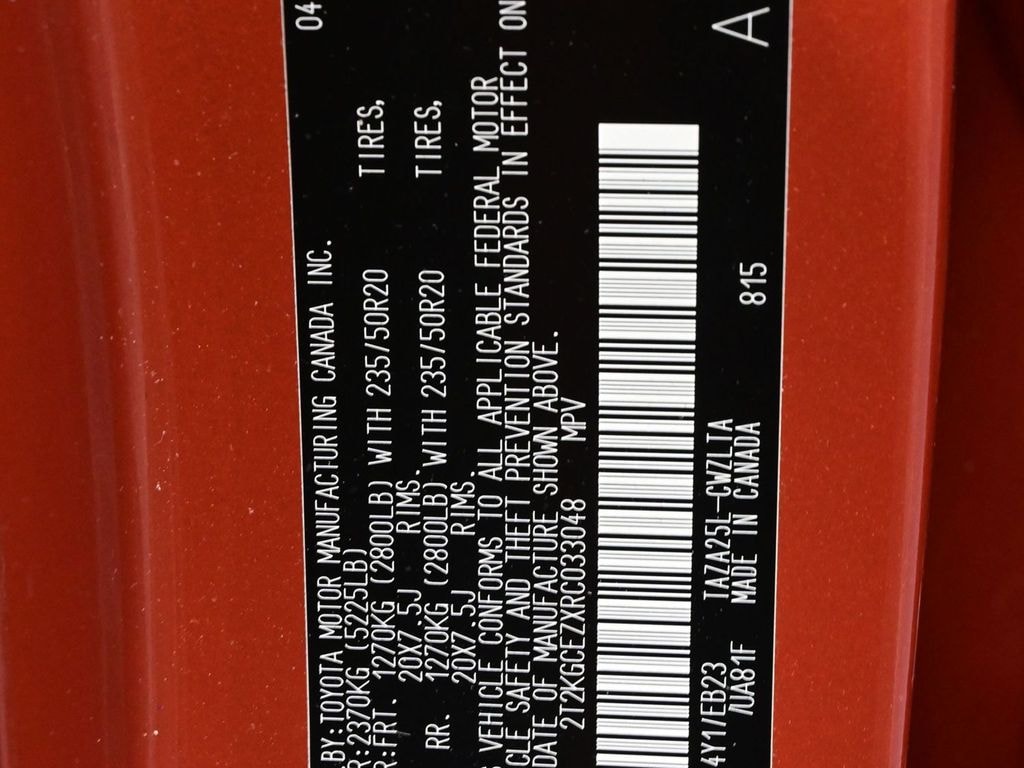 04
BY: TOYOTA MOTOR MANUFACTURING CANADA INC.
R: 2370KG (5225LB)
R: FRT. 1270KG (2800LB) WITH 235/50R20 TIRES,
20X7.5J RIMS.
RR. 1270KG (2800LB) WITH 235/50R20 TIRES,
20X7.5J RIMS.
VEHICLE CONFORMS TO ALL APPLICABLE FEDERAL MOTOR
CLE SAFETY AND THEFT PREVENTION STANDARDS IN EFFECT ON
DATE OF MANUFACTURE SHOWN ABOVE.
2T2KGCEZXRC033048 MPV
4Y1/EB23 IAZA25L-CWZLTA
/UA81F MADE IN CANADA 815 A